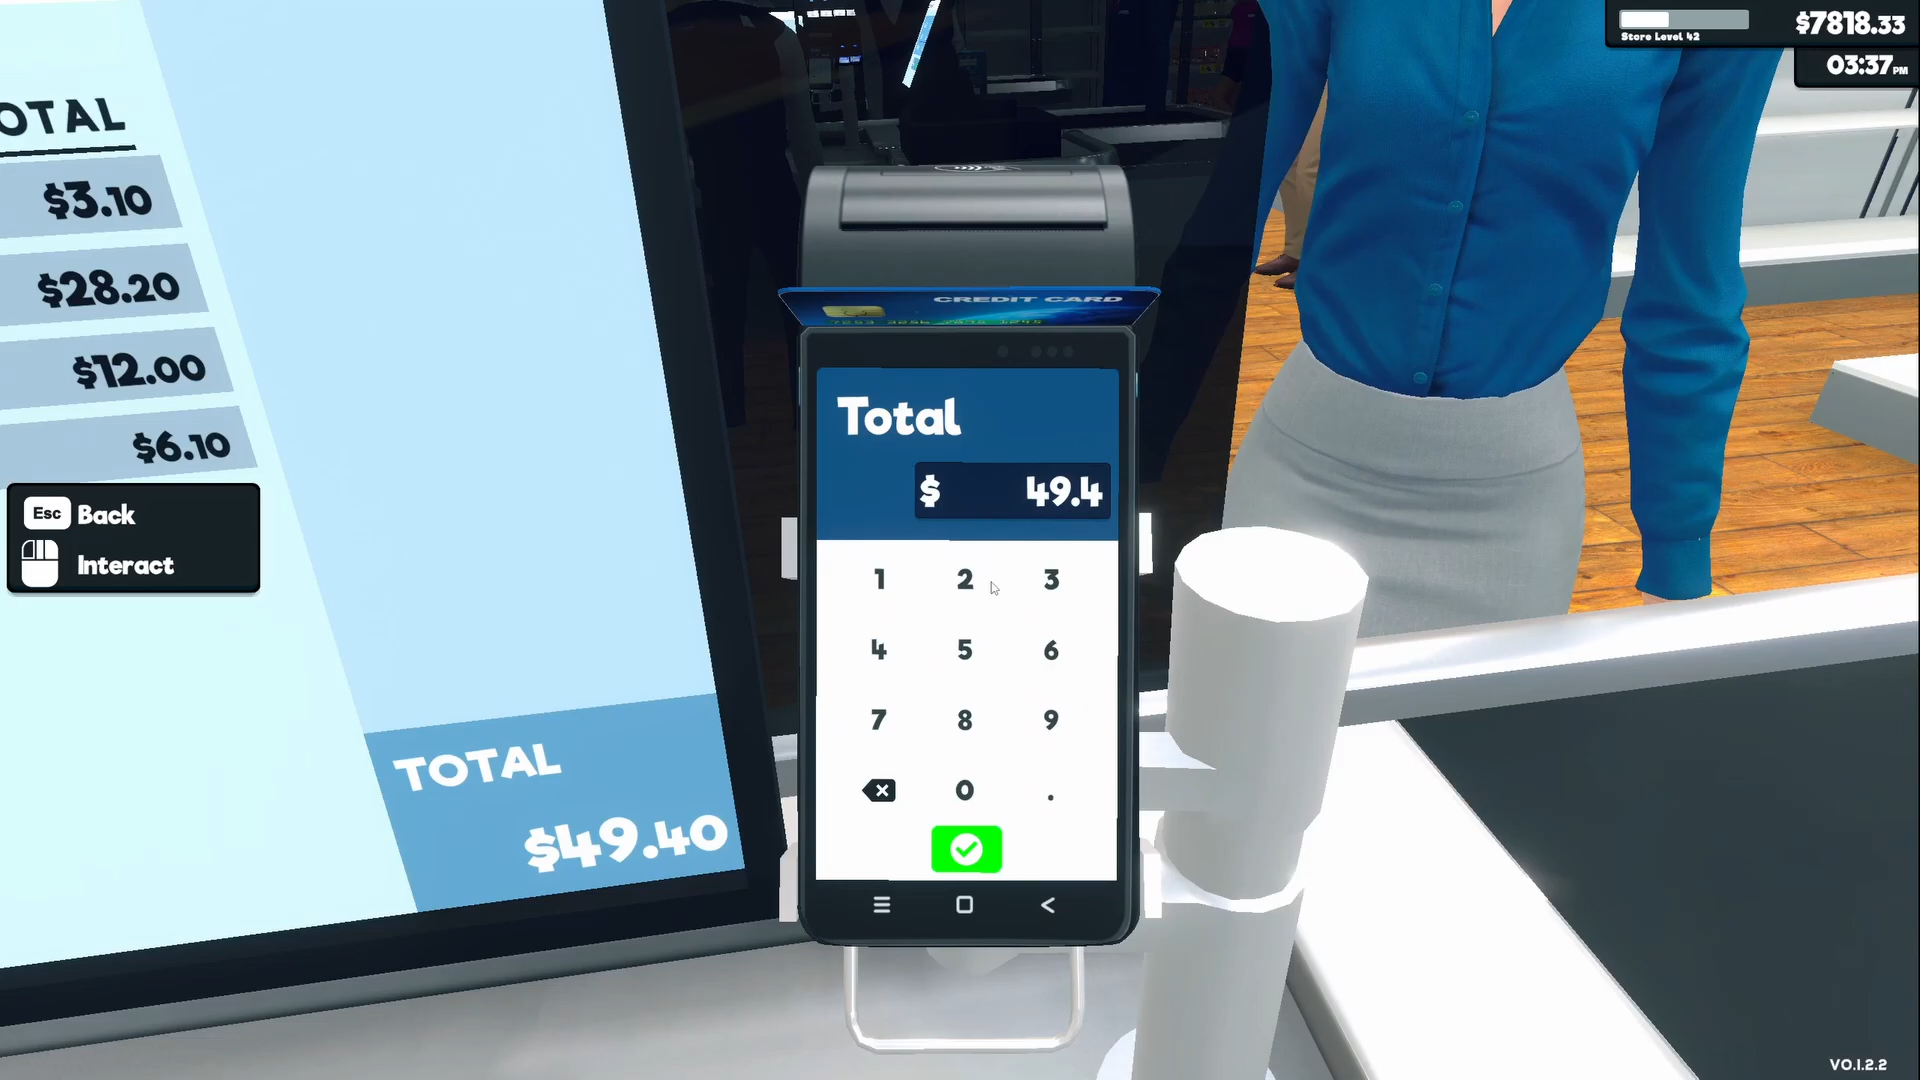 Store Level 42
$7818.33
03:37PM
OTAL
$3.10
$28.20
$12.00
$6.10
Esc Back
Interact
TOTAL
$49.40
CREDIT CARD
Total
$ 49.4
1 2 3
4 5 6
7 8 9
0 .
V0.1.2.2